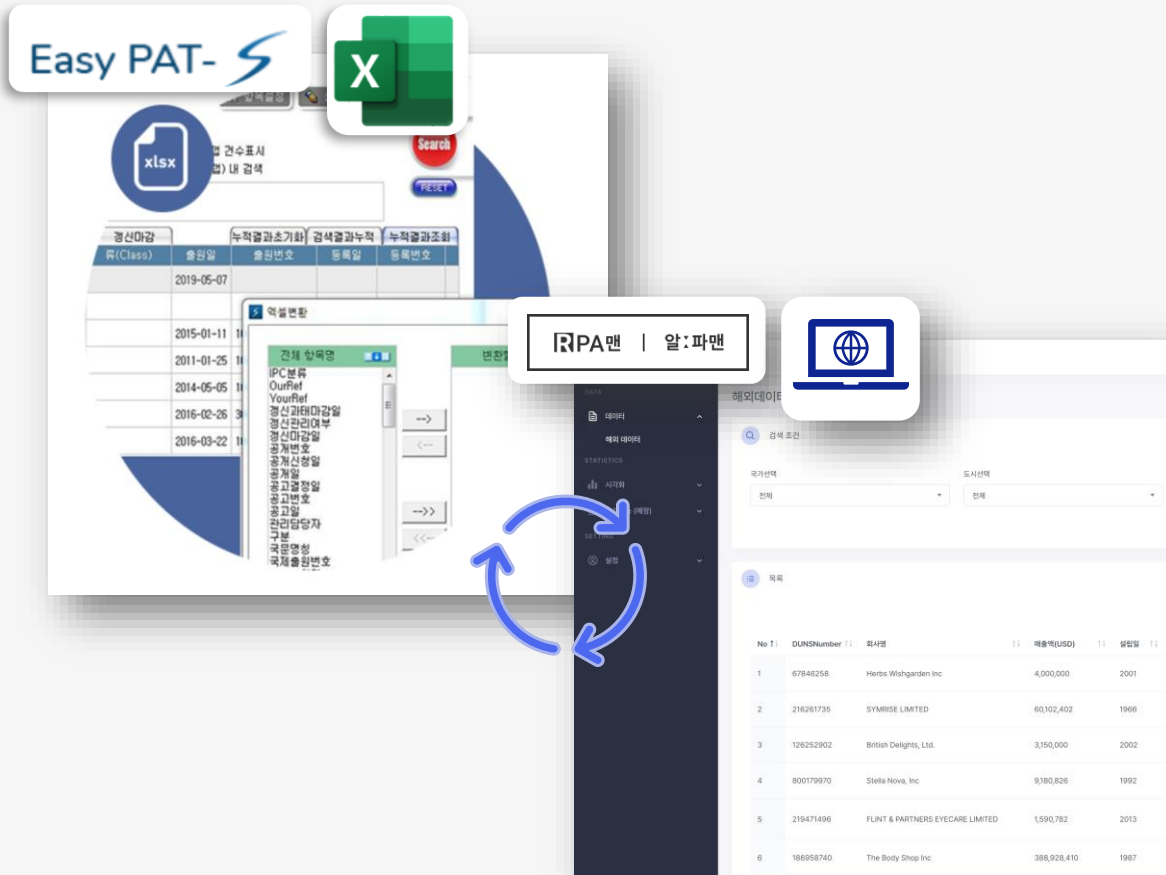 Easy PAT-S
X
xlsx
건수표시
내 검색
Search
RESET
갱신마감
누적결과초기화
검색결과누적
누적결과조회
류(Class)
출원일
출원번호
등록일
등록번호
2019-05-07
2015-01-11
2011-01-25
2014-05-05
2016-02-26
2016-03-22
엑셀변환
전체 항목명
IPC분류
OurRef
YourRef
갱신과태마감일
갱신관리여부
갱신마감일
공개번호
공개신청일
공개일
공고결정일
공고번호
공고일
관리담당자
구분
국문명칭
국제출원번호
-->
<--
-->>
RPA맨 | 알:파맨
DATA
데이터
해외 데이터
STATISTICS
시각화
(예정)
SETTING
설정
해외데이터
검색 조건
국가선택
도시선택
전체
전체
목록
No DUNSNumber 회사명 매출액(USD) 설립일
1 67846258 Herbs Wishgarden Inc 4,000,000 2001
2 216261735 SYMRISE LIMITED 60,102,402 1966
3 126252902 British Delights, Ltd. 3,150,000 2002
4 800179970 Stella Nova, Inc 9,180,826 1992
5 219471496 FLINT & PARTNERS EYECARE LIMITED 1,590,782 2013
6 186958740 The Body Shop Inc 388,928,410 1987